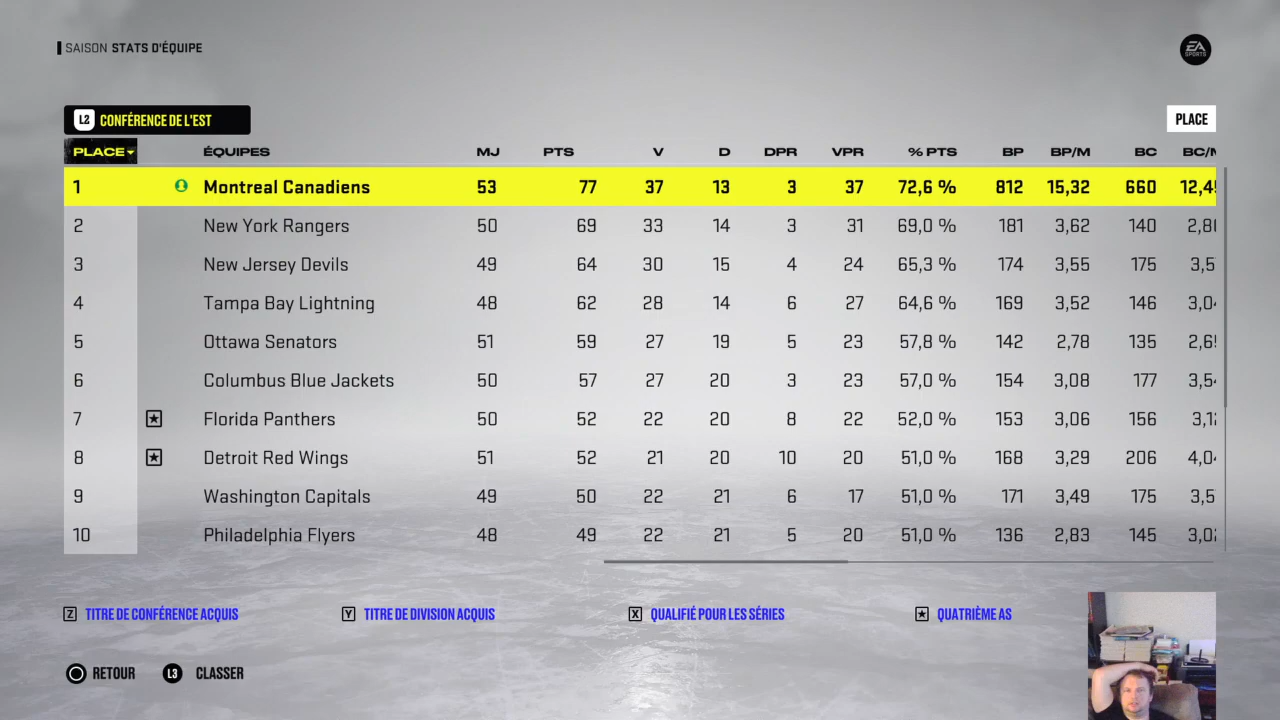 SAISON STATS D'ÉQUIPE
EA SPORTS
L2 CONFÉRENCE DE L'EST
PLACE
PLACE ÉQUIPES MJ PTS V D DPR VPR % PTS BP BP/M BC
1 Montreal Canadiens 53 77 37 13 3 37 72,6 % 812 15,32 660
2 New York Rangers 50 69 33 14 3 31 69,0 % 181 3,62 140
3 New Jersey Devils 49 64 30 15 4 24 65,3 % 174 3,55 175
4 Tampa Bay Lightning 48 62 28 14 6 27 64,6 % 169 3,52 146
5 Ottawa Senators 51 59 27 19 5 23 57,8 % 142 2,78 135
6 Columbus Blue Jackets 50 57 27 20 3 23 57,0 % 154 3,08 177
7 Florida Panthers 50 52 22 20 8 22 52,0 % 153 3,06 156
8 Detroit Red Wings 51 52 21 20 10 20 51,0 % 168 3,29 206
9 Washington Capitals 49 50 22 21 6 17 51,0 % 171 3,49 175
10 Philadelphia Flyers 48 49 22 21 5 20 51,0 % 136 2,83 145
Z TITRE DE CONFÉRENCE ACQUIS Y TITRE DE DIVISION ACQUIS X QUALIFIÉ POUR LES SÉRIES ★ QUATRIÈME AS
RETOUR L3 CLASSER